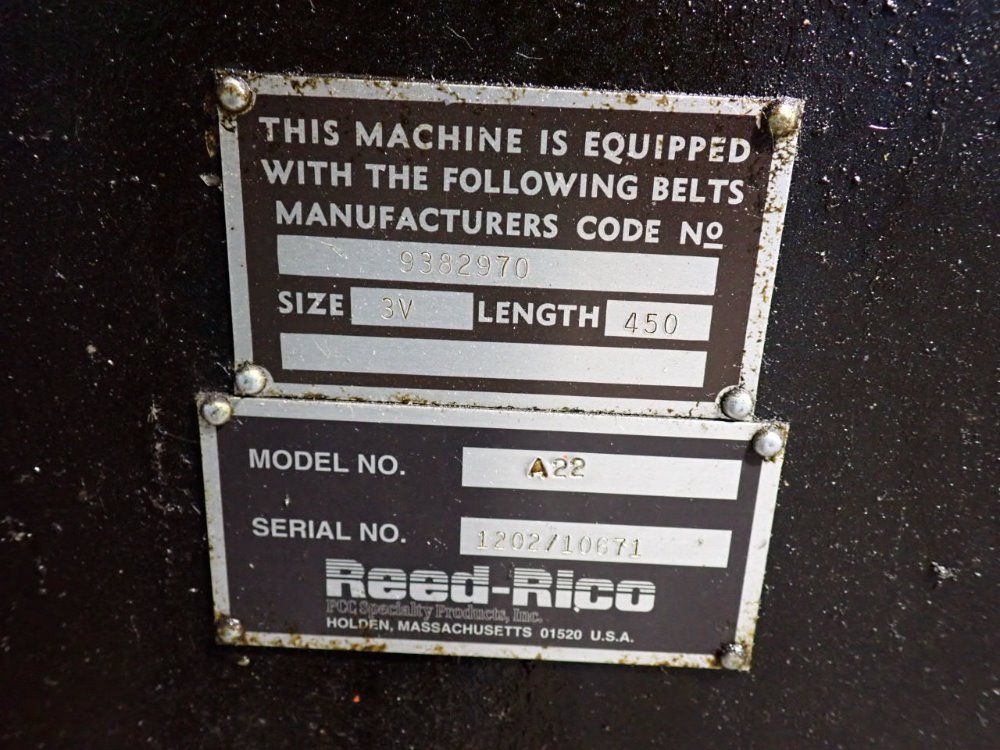 THIS MACHINE IS EQUIPPED
WITH THE FOLLOWING BELTS
MANUFACTURERS CODE Nº
9382970
SIZE 3V LENGTH 450
MODEL NO. A22
SERIAL NO. 1202/10671
Reed-Rico
PCC Specialty Products, Inc.
HOLDEN, MASSACHUSETTS 01520 U.S.A.